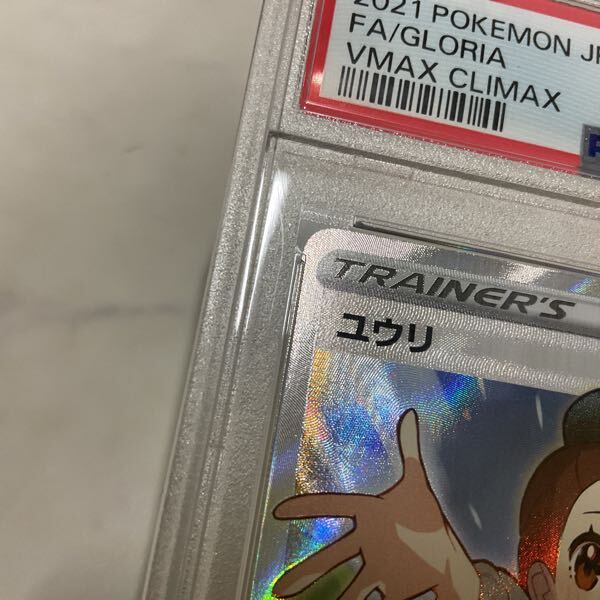 2021 POKEMON JP
FA/GLORIA
VMAX CLIMAX
P
TRAINER'S
ユウリ